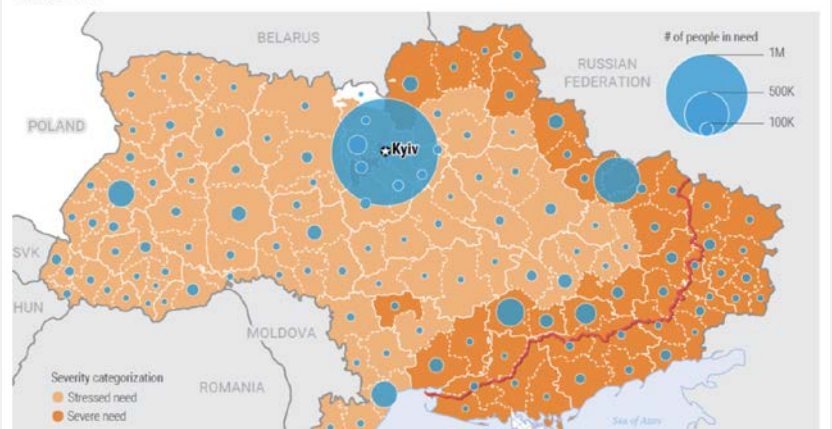 BELARUS
# of people in need
1M
RUSSIAN
FEDERATION
500K
100K
POLAND
Kyiv
SVK
HUN
MOLDOVA
ROMANIA
Severity categorization
Stressed need
Severe need
Sea of Azov